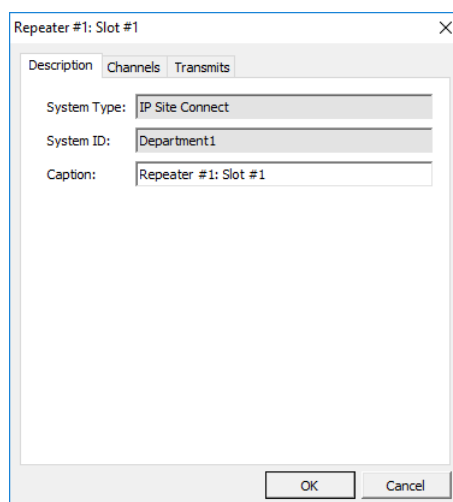 Repeater #1: Slot #1
Description Channels Transmits
System Type: IP Site Connect
System ID: Department1
Caption: Repeater #1: Slot #1
OK Cancel